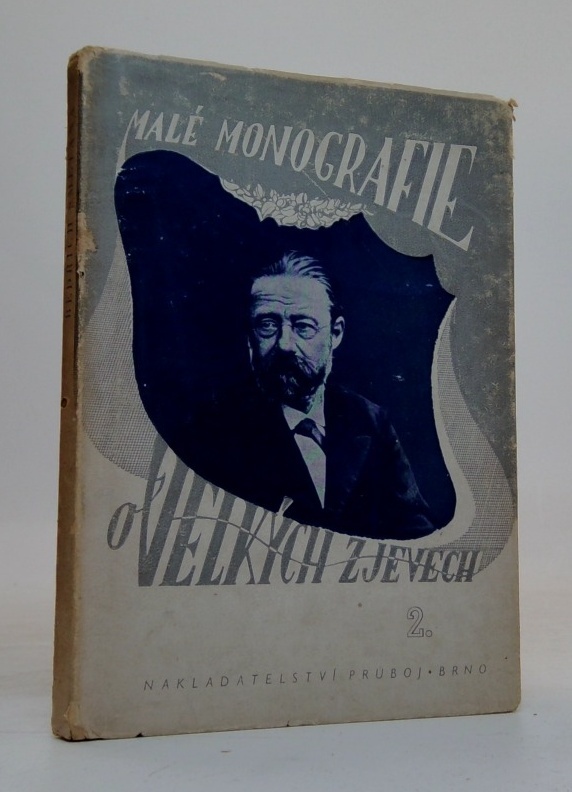 MALÉ MONOGRAFIE
O VELKÝCH ZJEVECH
2.
NAKLADATELSTVÍ PRŮBOJ • BRNO